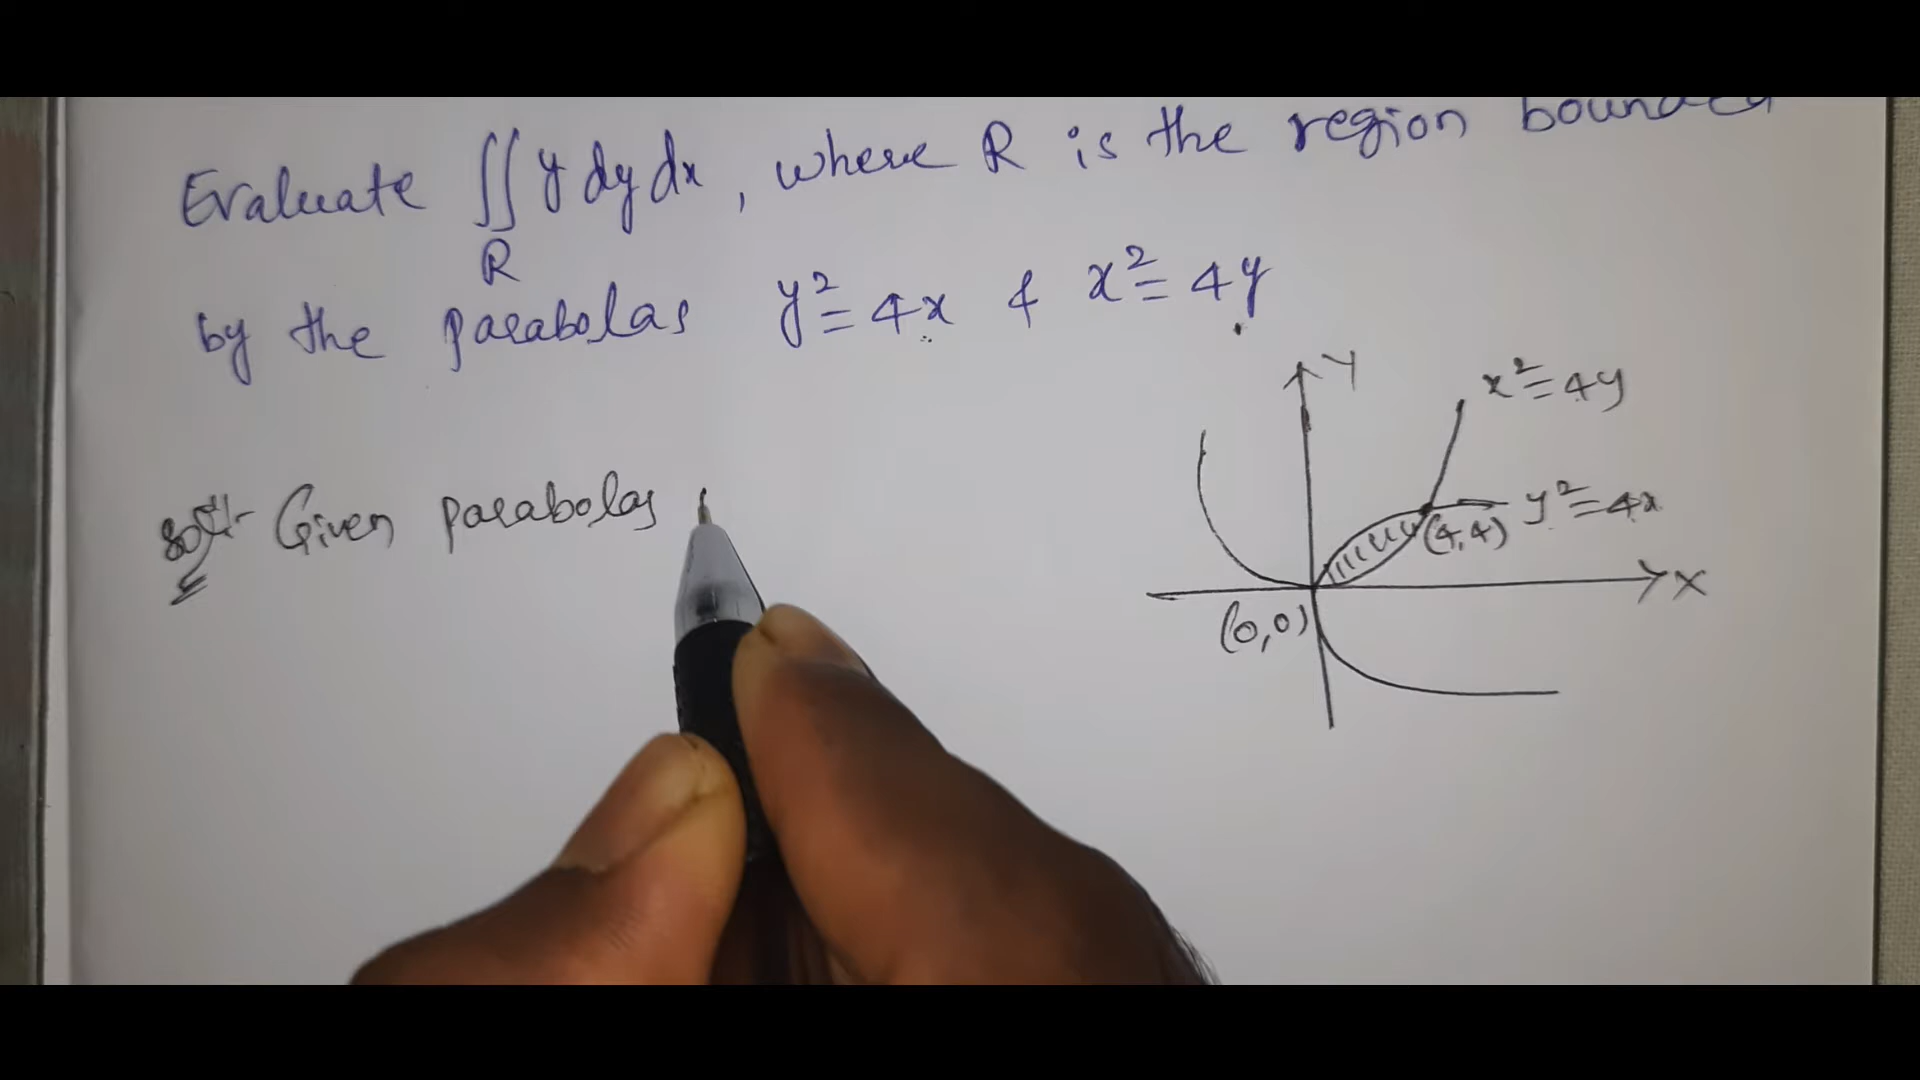 Evaluate ∬ y dy dx, where R is the region bounded
R
by the parabolas y² = 4x & x² = 4y
Y
x² = 4y
Sol:- Given parabolas
y² = 4x
(4,4)
X
(0,0)